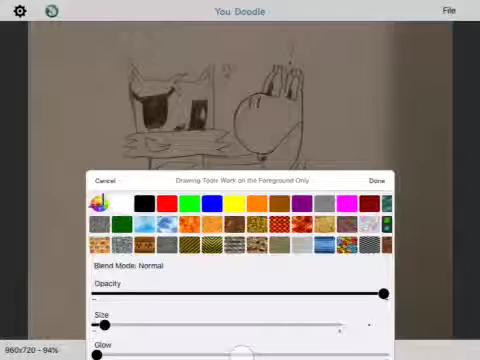 You Doodle
File
Cancel
Drawing Tools Work on the Foreground Only
Done
Blend Mode: Normal
Opacity
Size
Glow
960x720 - 94%